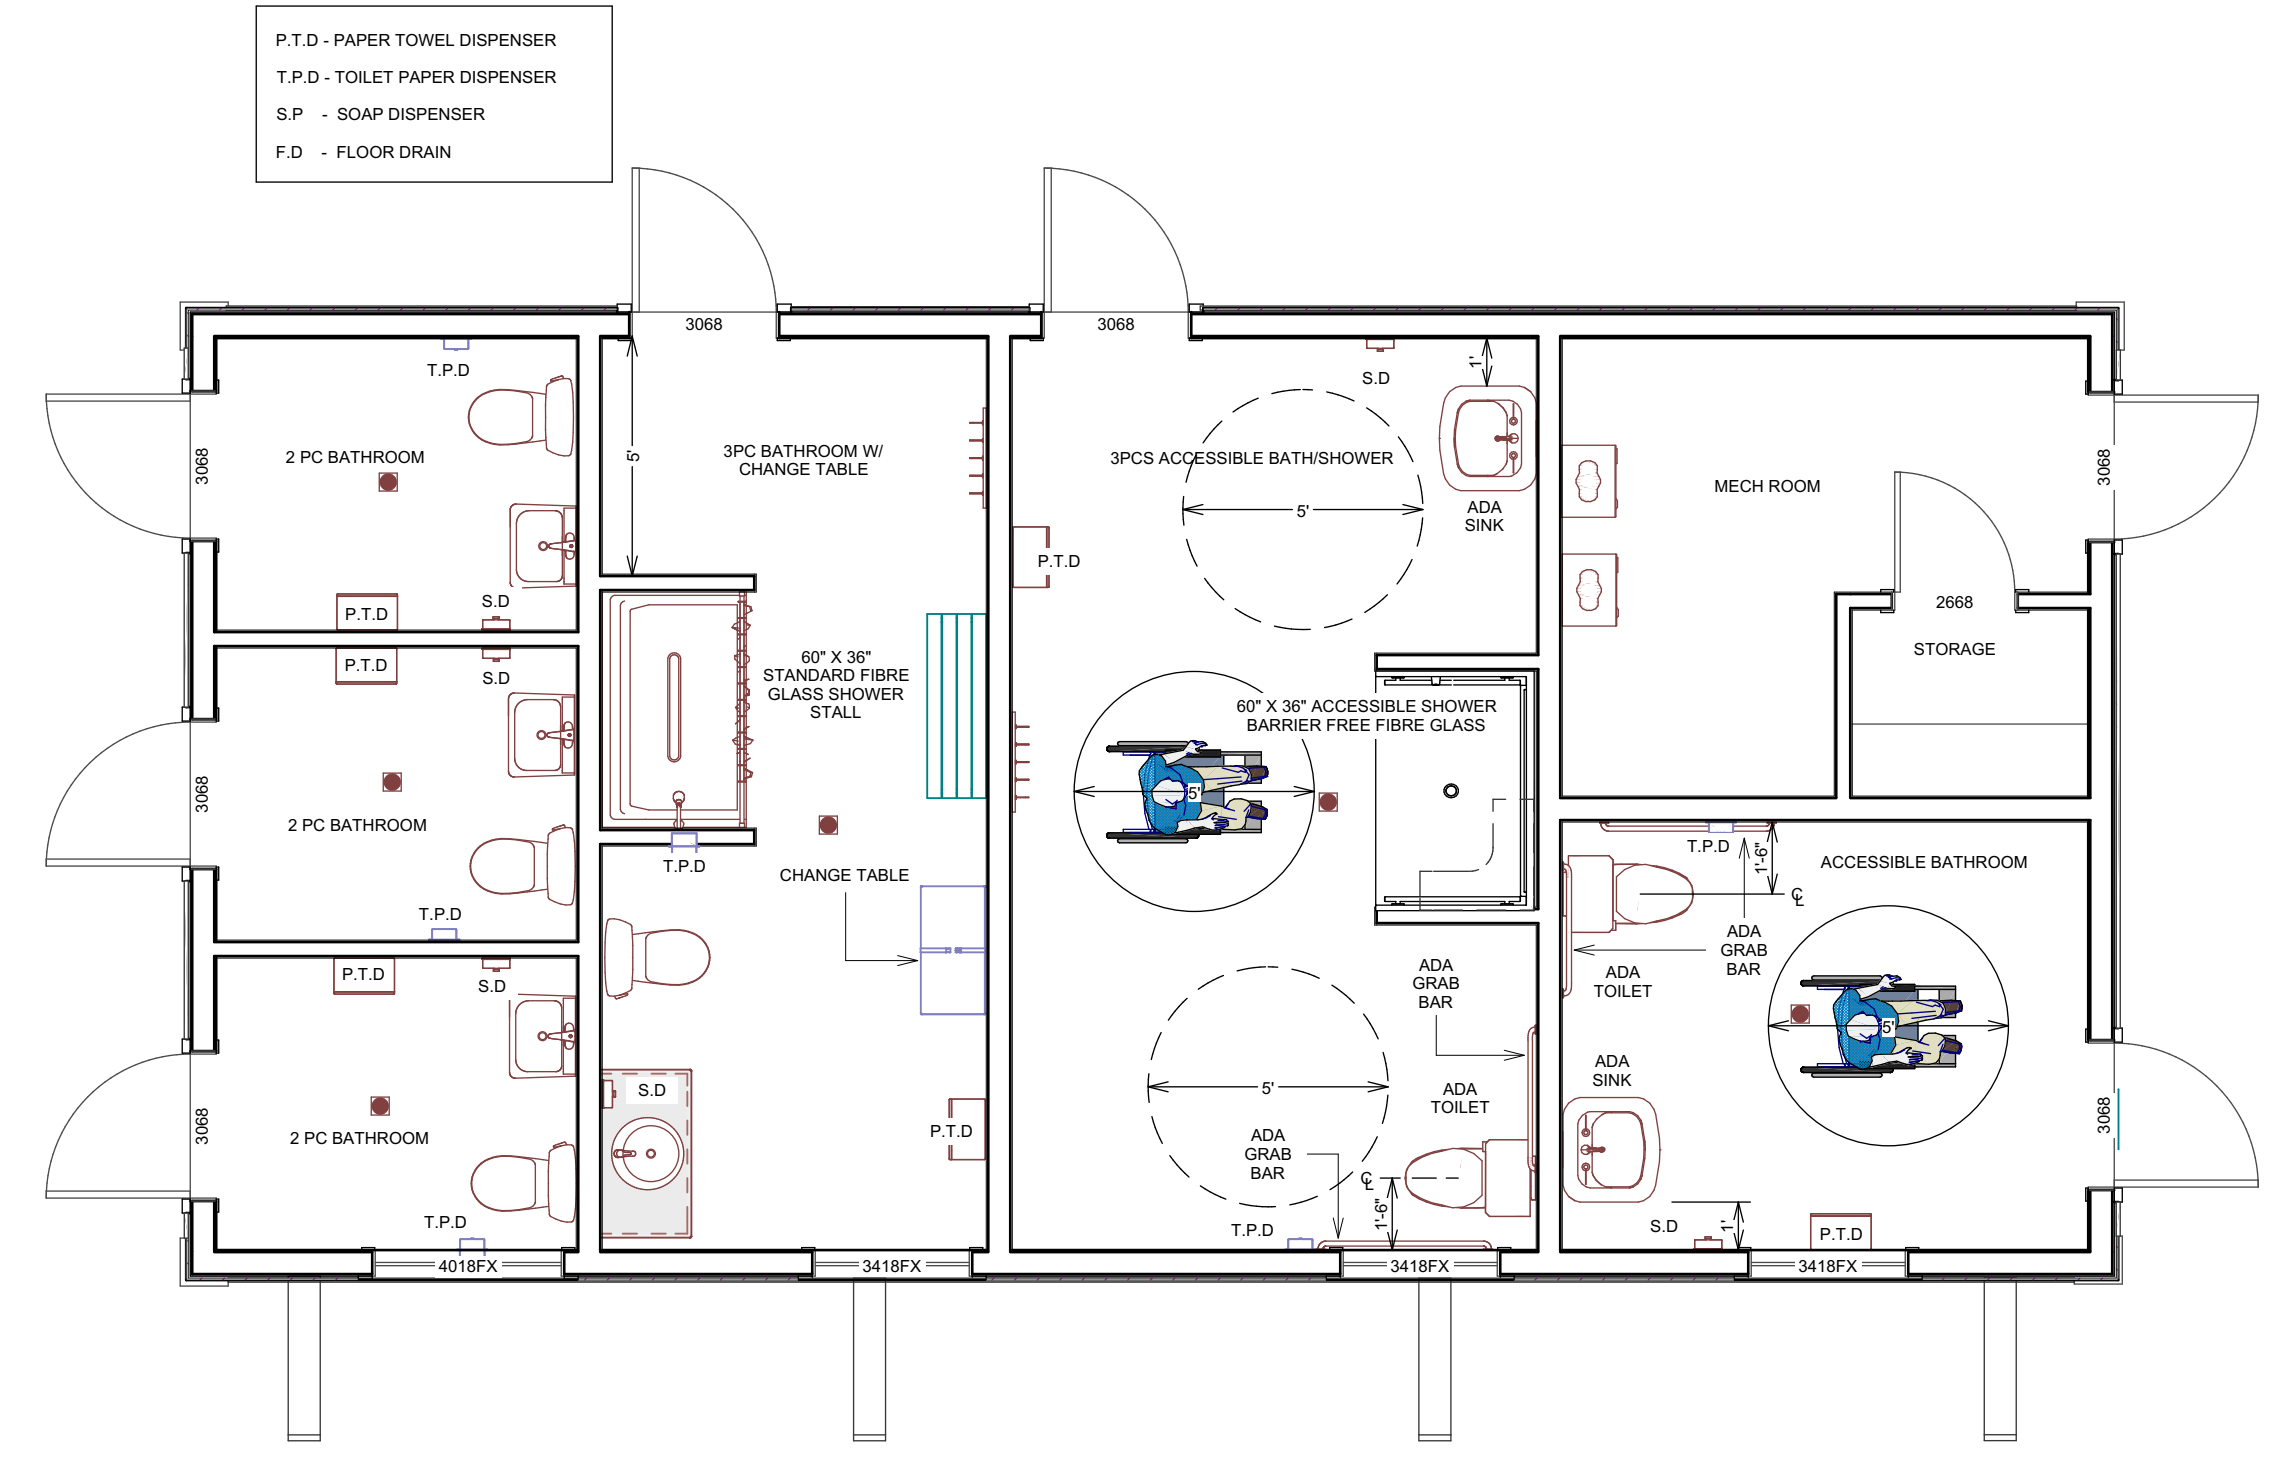 P.T.D - PAPER TOWEL DISPENSER
T.P.D - TOILET PAPER DISPENSER
S.P - SOAP DISPENSER
F.D - FLOOR DRAIN
3068
3068
T.P.D
2 PC BATHROOM
3068
S.D
P.T.D
P.T.D
S.D
3068
2 PC BATHROOM
T.P.D
P.T.D
S.D
3068
2 PC BATHROOM
T.P.D
4018FX
5'
3PC BATHROOM W/
CHANGE TABLE
60" X 36"
STANDARD FIBRE
GLASS SHOWER
STALL
T.P.D
CHANGE TABLE
S.D
P.T.D
3418FX
S.D
1'
3PCS ACCESSIBLE BATH/SHOWER
5'
ADA
SINK
P.T.D
60" X 36" ACCESSIBLE SHOWER
BARRIER FREE FIBRE GLASS
5'
ADA
GRAB
BAR
5'
ADA
TOILET
ADA
GRAB
BAR
℄
1'-6"
T.P.D
3418FX
MECH ROOM
3068
2668
STORAGE
T.P.D
1'-6"
ACCESSIBLE BATHROOM
℄
ADA
GRAB
BAR
ADA
TOILET
5'
ADA
SINK
3068
S.D
1'
P.T.D
3418FX